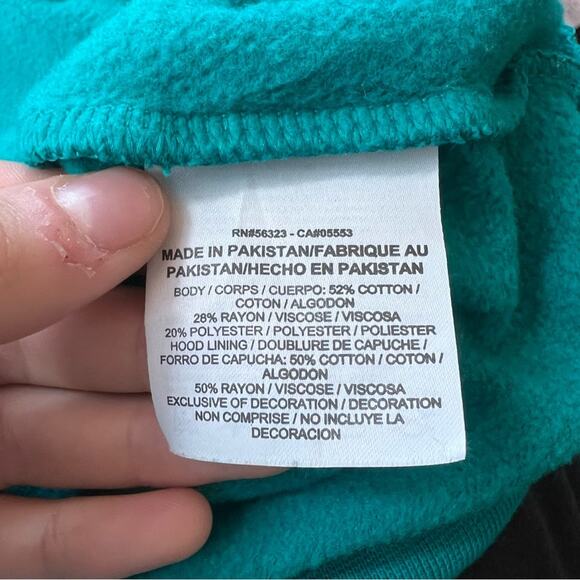 RN#56323 - CA#05553
MADE IN PAKISTAN/FABRIQUE AU
PAKISTAN/HECHO EN PAKISTAN
BODY / CORPS / CUERPO: 52% COTTON /
COTON / ALGODON
28% RAYON / VISCOSE / VISCOSA
20% POLYESTER / POLYESTER / POLIESTER
HOOD LINING / DOUBLURE DE CAPUCHE /
FORRO DE CAPUCHA: 50% COTTON / COTON /
ALGODON
50% RAYON / VISCOSE / VISCOSA
EXCLUSIVE OF DECORATION / DECORATION
NON COMPRISE / NO INCLUYE LA
DECORACION